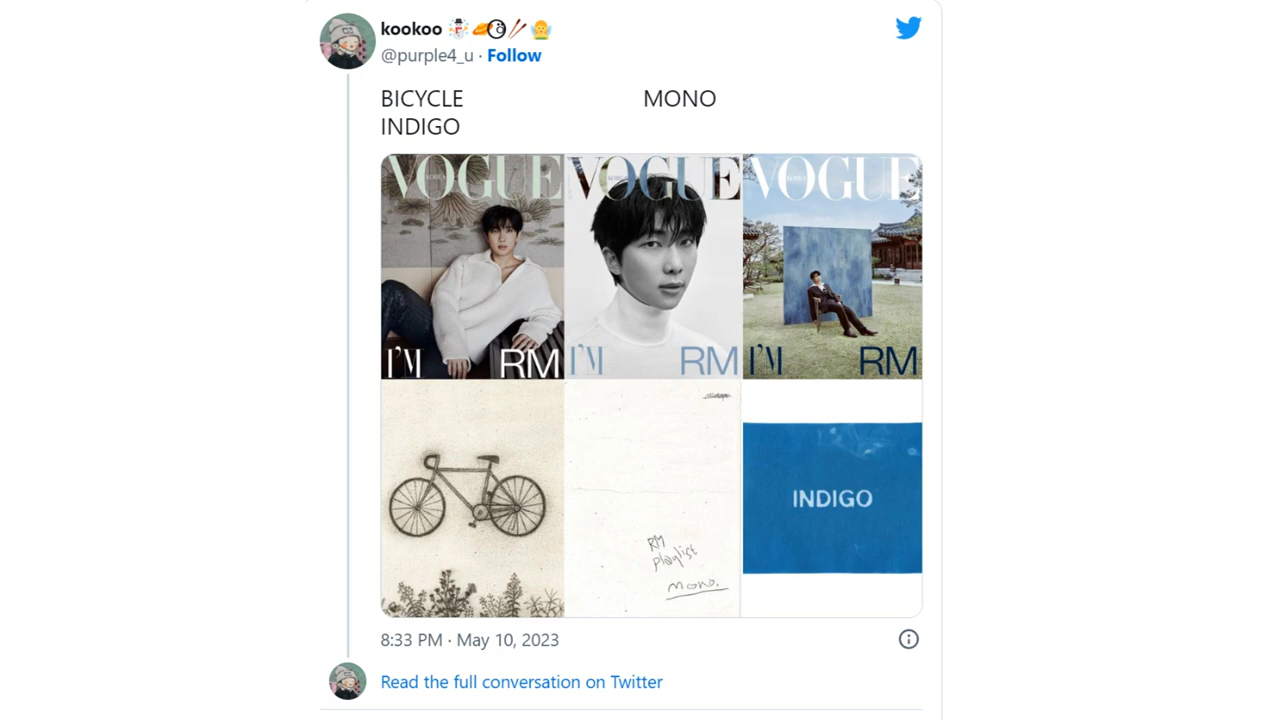 kookoo
@purple4_u · Follow
BICYCLE MONO
INDIGO
VOGUE VOGUE VOGUE
I'M RM I'M RM I'M RM
RM
playlist
mono.
INDIGO
8:33 PM · May 10, 2023
Read the full conversation on Twitter